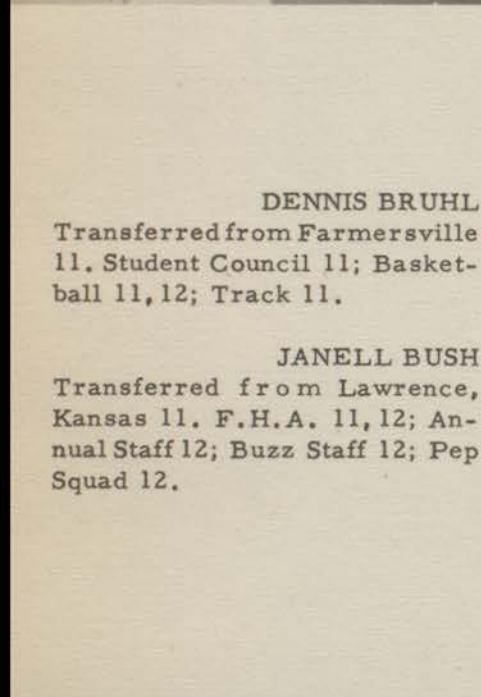 DENNIS BRUHL
Transferred from Farmersville
11. Student Council 11; Basket-
ball 11, 12; Track 11.
JANELL BUSH
Transferred from Lawrence,
Kansas 11. F.H.A. 11, 12; An-
nual Staff 12; Buzz Staff 12; Pep
Squad 12.